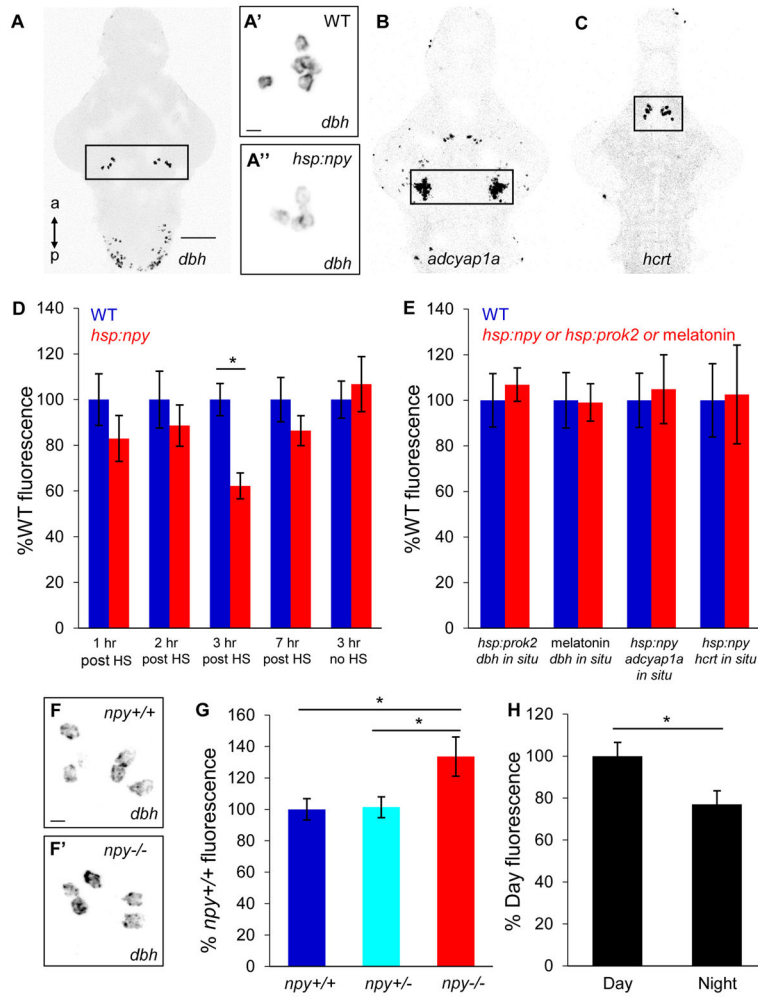 A
a
p
dbh
A'
WT
dbh
A''
hsp:npy
dbh
B
adcyap1a
C
hcrt
D
WT
hsp:npy
%WT fluorescence
140
120
100
80
60
40
20
0
*
1 hr
post HS
2 hr
post HS
3 hr
post HS
7 hr
post HS
3 hr
no HS
E
WT
hsp:npy or hsp:prok2 or melatonin
%WT fluorescence
140
120
100
80
60
40
20
0
hsp:prok2
dbh in situ
melatonin
dbh in situ
hsp:npy
adcyap1a
in situ
hsp:npy
hcrt in situ
F
npy+/+
dbh
F'
npy-/-
dbh
G
% npy+/+ fluorescence
160
140
120
100
80
60
40
20
0
*
*
npy+/+
npy+/-
npy-/-
H
% Day fluorescence
120
100
80
60
40
20
0
*
Day
Night